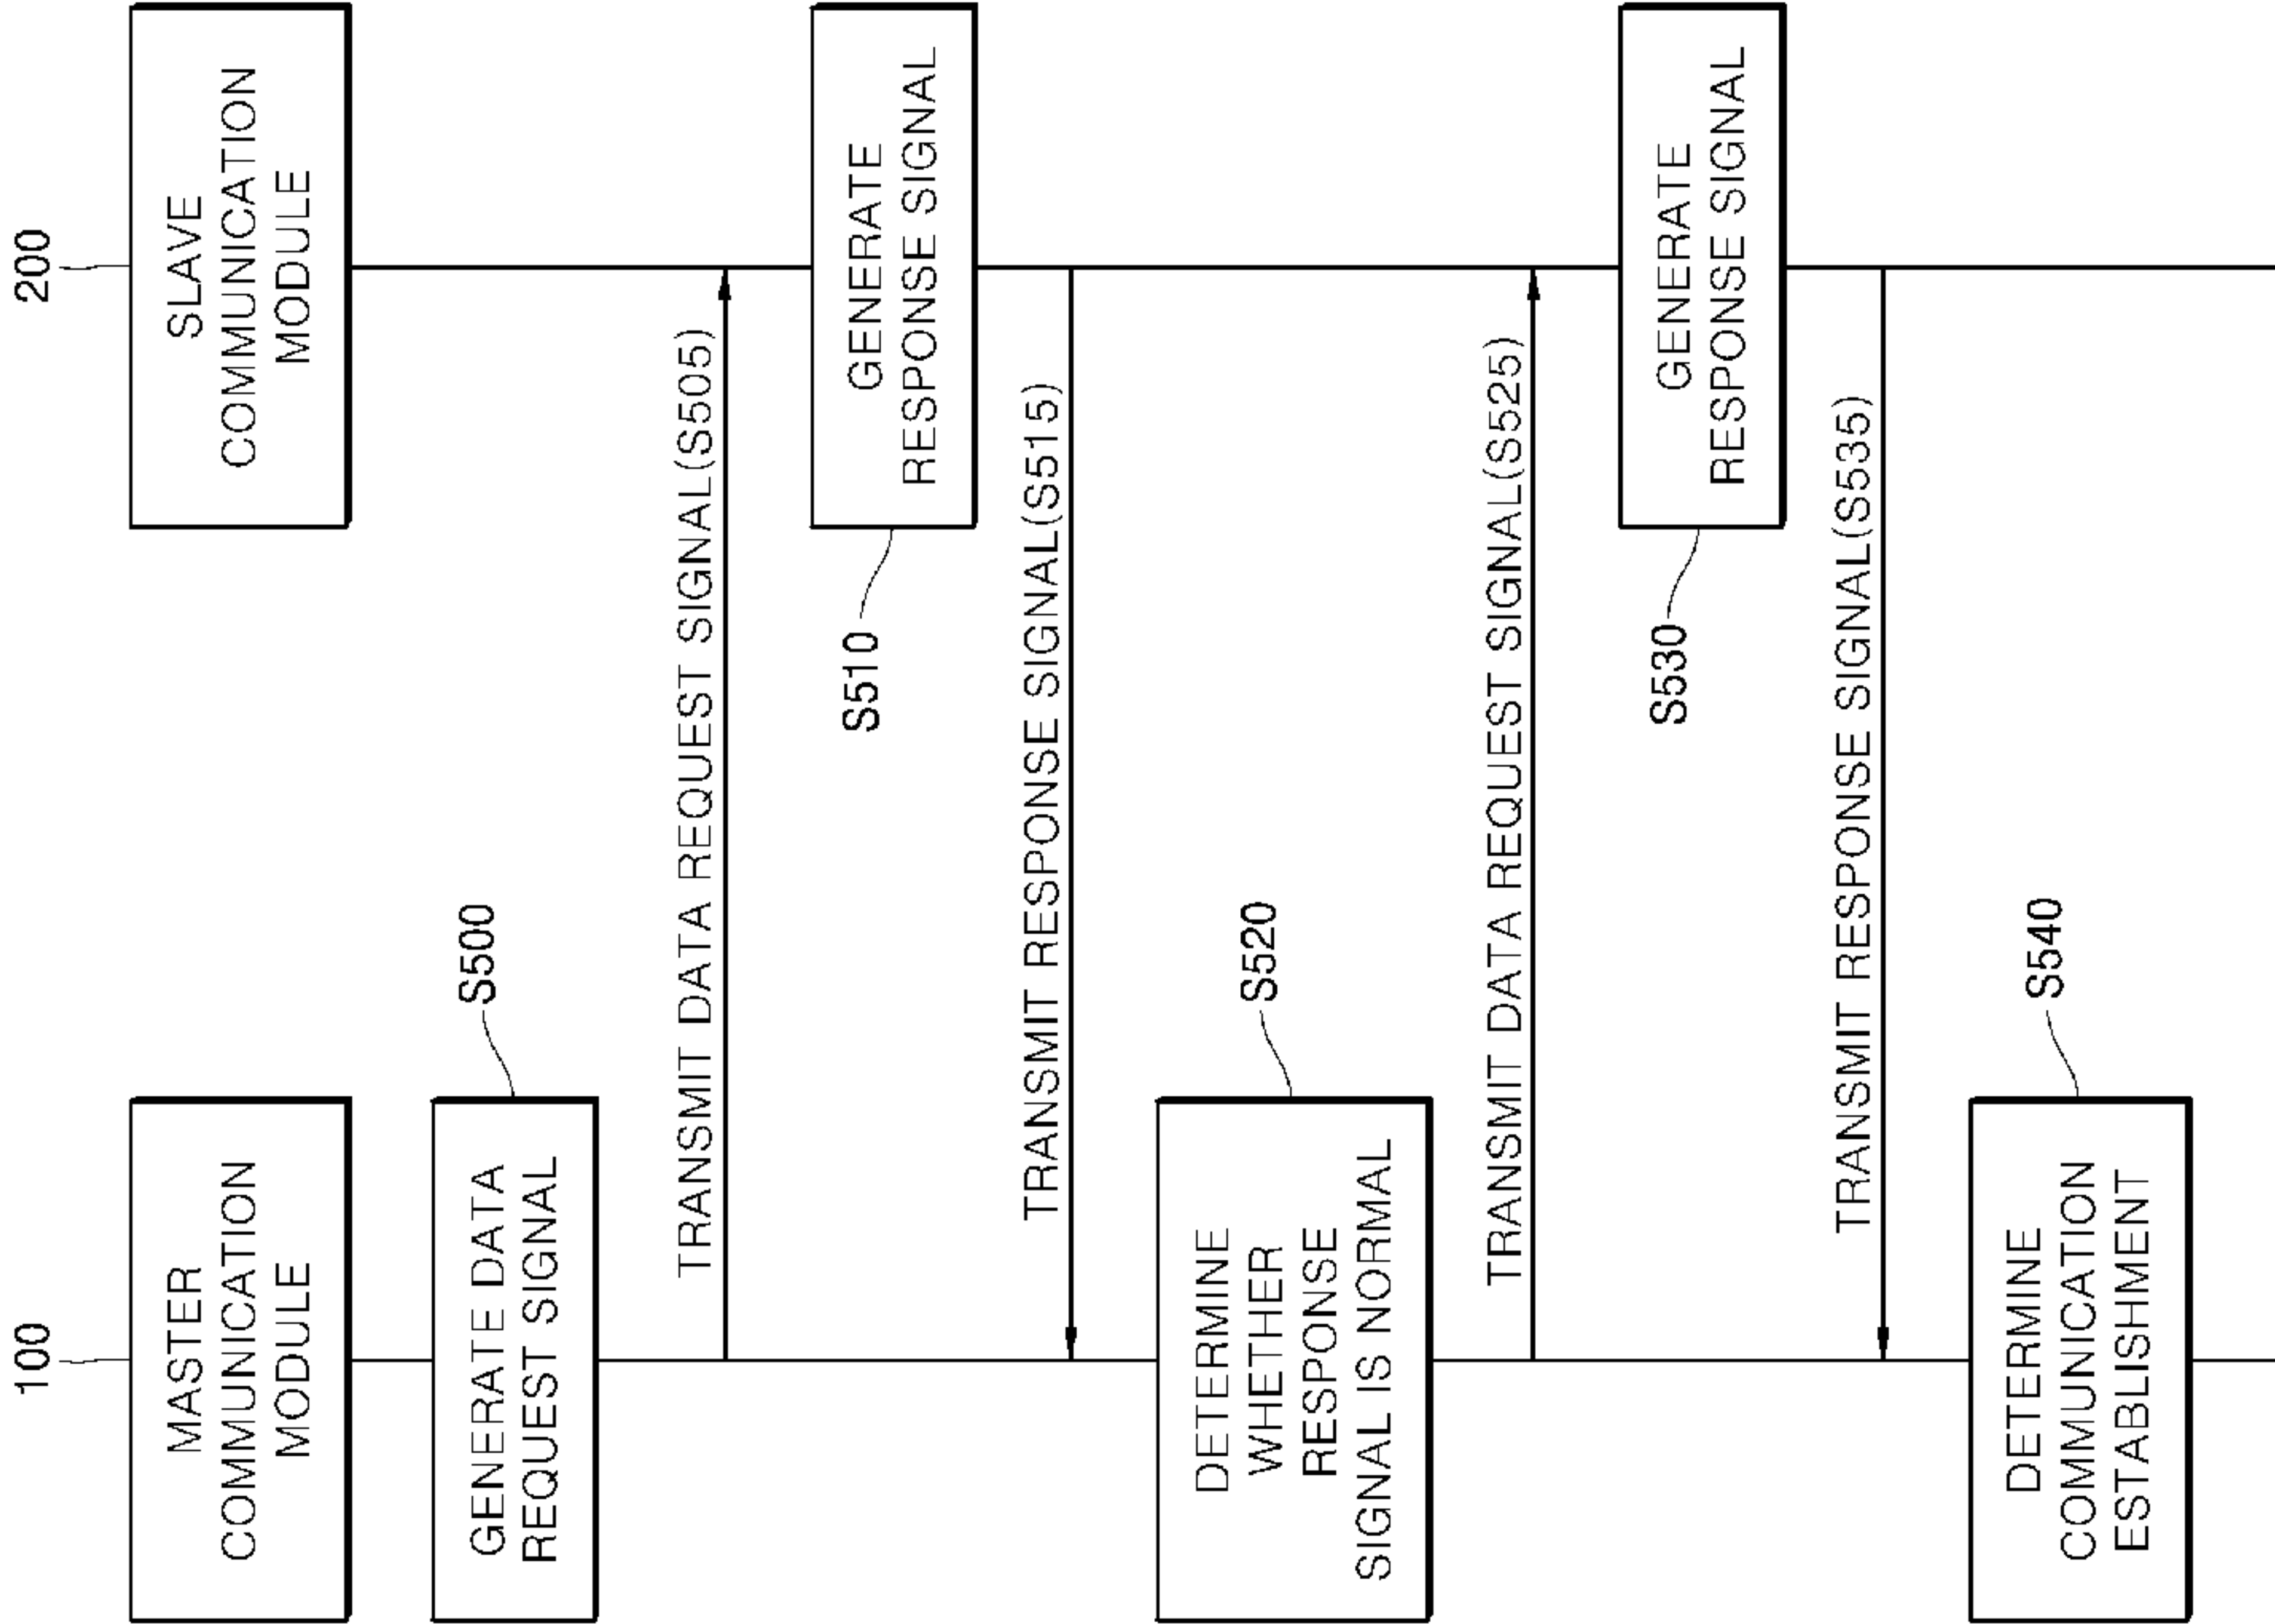 100
200
MASTER
COMMUNICATION
MODULE
SLAVE
COMMUNICATION
MODULE
GENERATE DATA
REQUEST SIGNAL
S500
TRANSMIT DATA REQUEST SIGNAL(S505)
S510
GENERATE
RESPONSE SIGNAL
TRANSMIT RESPONSE SIGNAL(S515)
DETERMINE
WHETHER
RESPONSE
SIGNAL IS NORMAL
S520
TRANSMIT DATA REQUEST SIGNAL(S525)
S530
GENERATE
RESPONSE SIGNAL
TRANSMIT RESPONSE SIGNAL(S535)
DETERMINE
COMMUNICATION
ESTABLISHMENT
S540